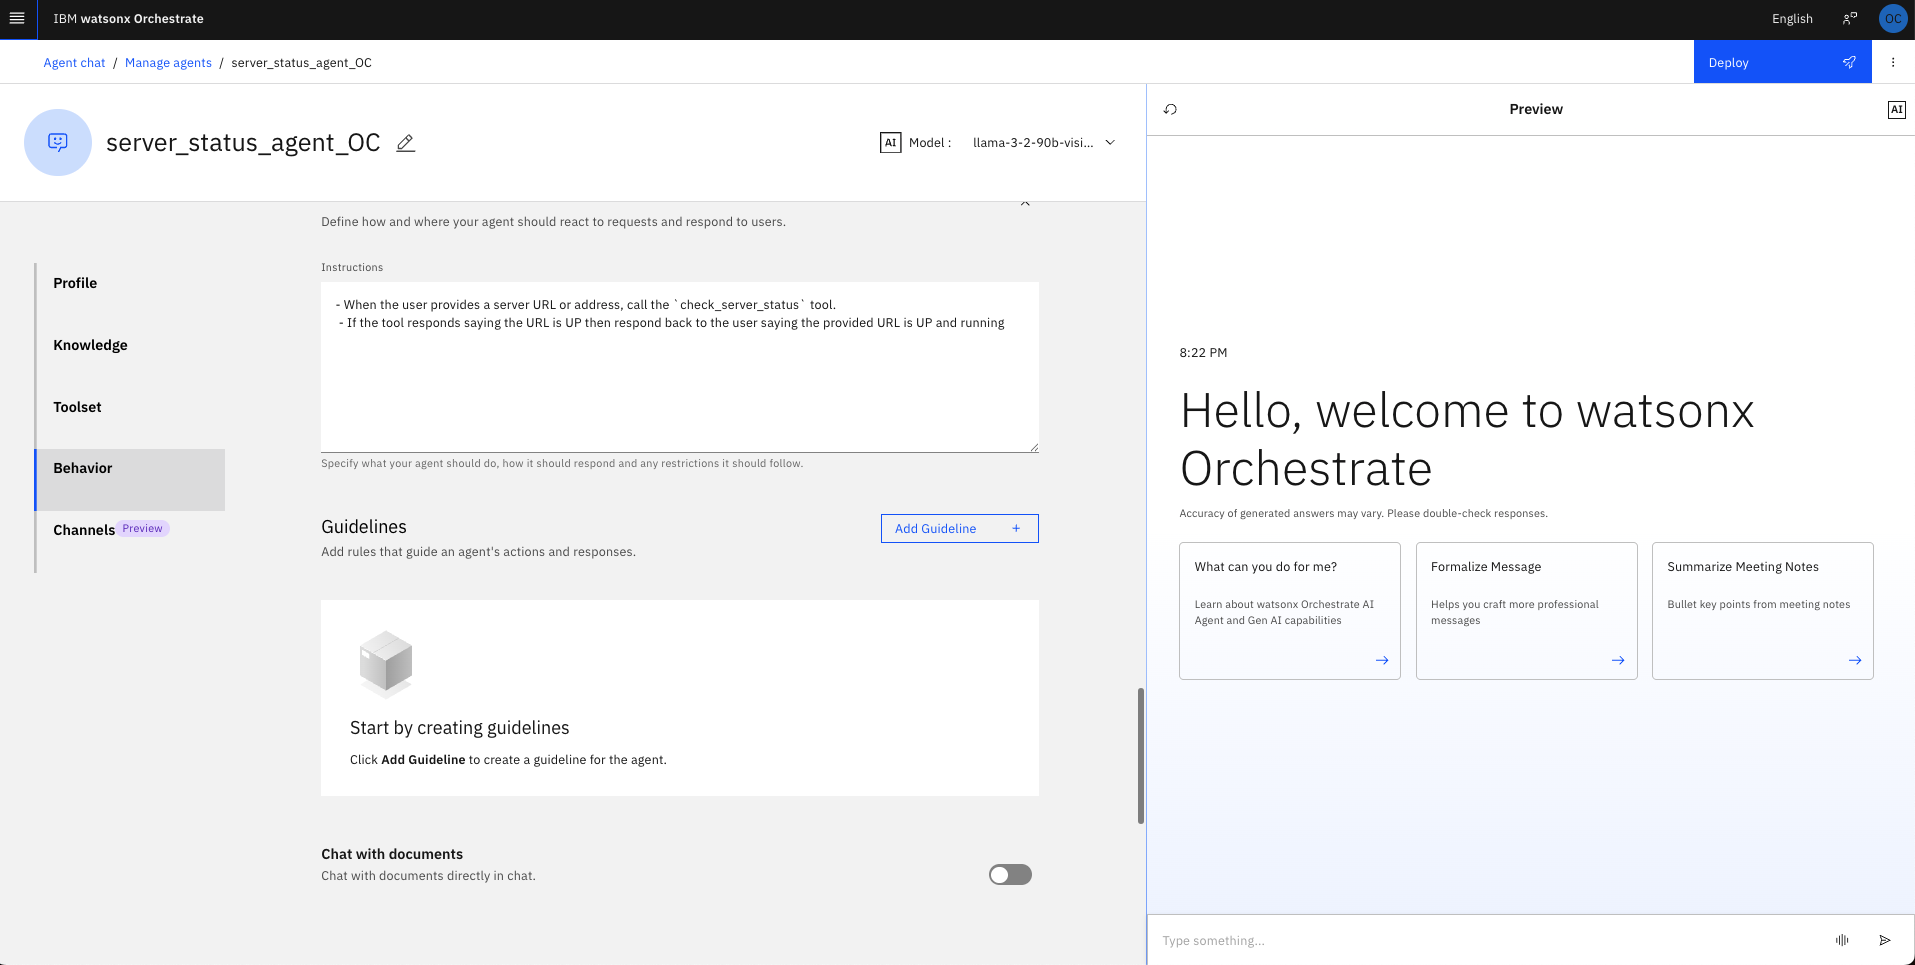 IBM watsonx Orchestrate
English
OC
Agent chat / Manage agents / server_status_agent_OC
Deploy
server_status_agent_OC
AI Model : llama-3-2-90b-visi...
Define how and where your agent should react to requests and respond to users.
Profile
Knowledge
Toolset
Behavior
Channels Preview
Instructions
- When the user provides a server URL or address, call the `check_server_status` tool.
- If the tool responds saying the URL is UP then respond back to the user saying the provided URL is UP and running
Specify what your agent should do, how it should respond and any restrictions it should follow.
Guidelines
Add rules that guide an agent's actions and responses.
Add Guideline +
Start by creating guidelines
Click Add Guideline to create a guideline for the agent.
Chat with documents
Chat with documents directly in chat.
Preview
AI
8:22 PM
Hello, welcome to watsonx
Orchestrate
Accuracy of generated answers may vary. Please double-check responses.
What can you do for me?
Learn about watsonx Orchestrate AI
Agent and Gen AI capabilities
Formalize Message
Helps you craft more professional
messages
Summarize Meeting Notes
Bullet key points from meeting notes
Type something...